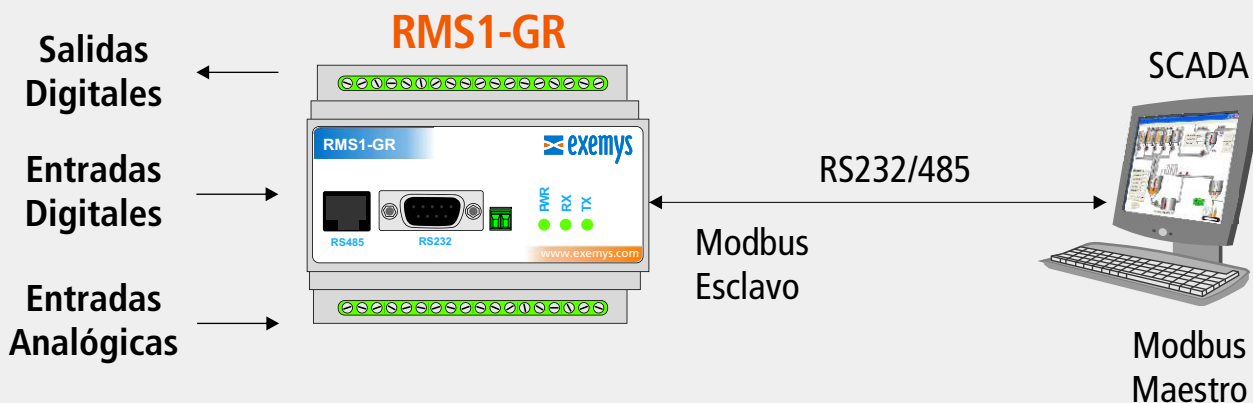 RMS1-GR
Salidas
Digitales
Entradas
Digitales
Entradas
Analógicas
RMS1-GR
exemys
PWR
RX
TX
RS485
RS232
www.exemys.com
RS232/485
Modbus
Esclavo
SCADA
Modbus
Maestro